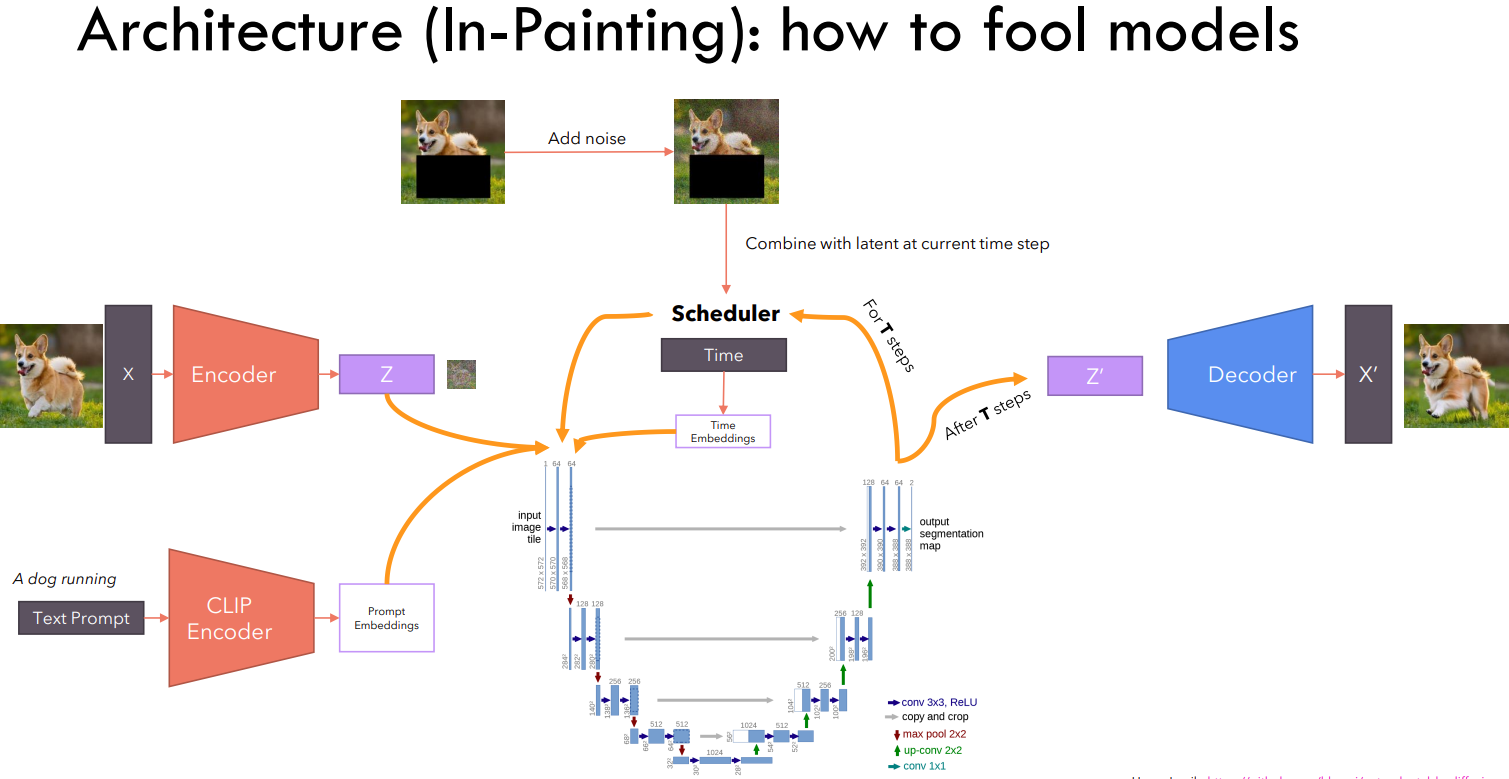 Architecture (In-Painting): how to fool models
Add noise
Combine with latent at current time step
Scheduler
Time
Time
Embeddings
For T steps
After T steps
X
Encoder
Z
Z’
Decoder
X’
A dog running
Text Prompt
CLIP
Encoder
Prompt
Embeddings
1 64 64
input
image
tile
572 x 572
570 x 570
568 x 568
128 64 64 2
output
segmentation
map
392 x 392
390 x 390
388 x 388
388 x 388
128 128
284²
282²
280²
256 128
200²
198²
196²
256 256
140²
138²
136²
512 256
104²
102²
100²
512 512
68²
66²
64²
1024 512
56²
54²
52²
1024
32²
30²
28²
conv 3x3, ReLU
copy and crop
max pool 2x2
up-conv 2x2
conv 1x1